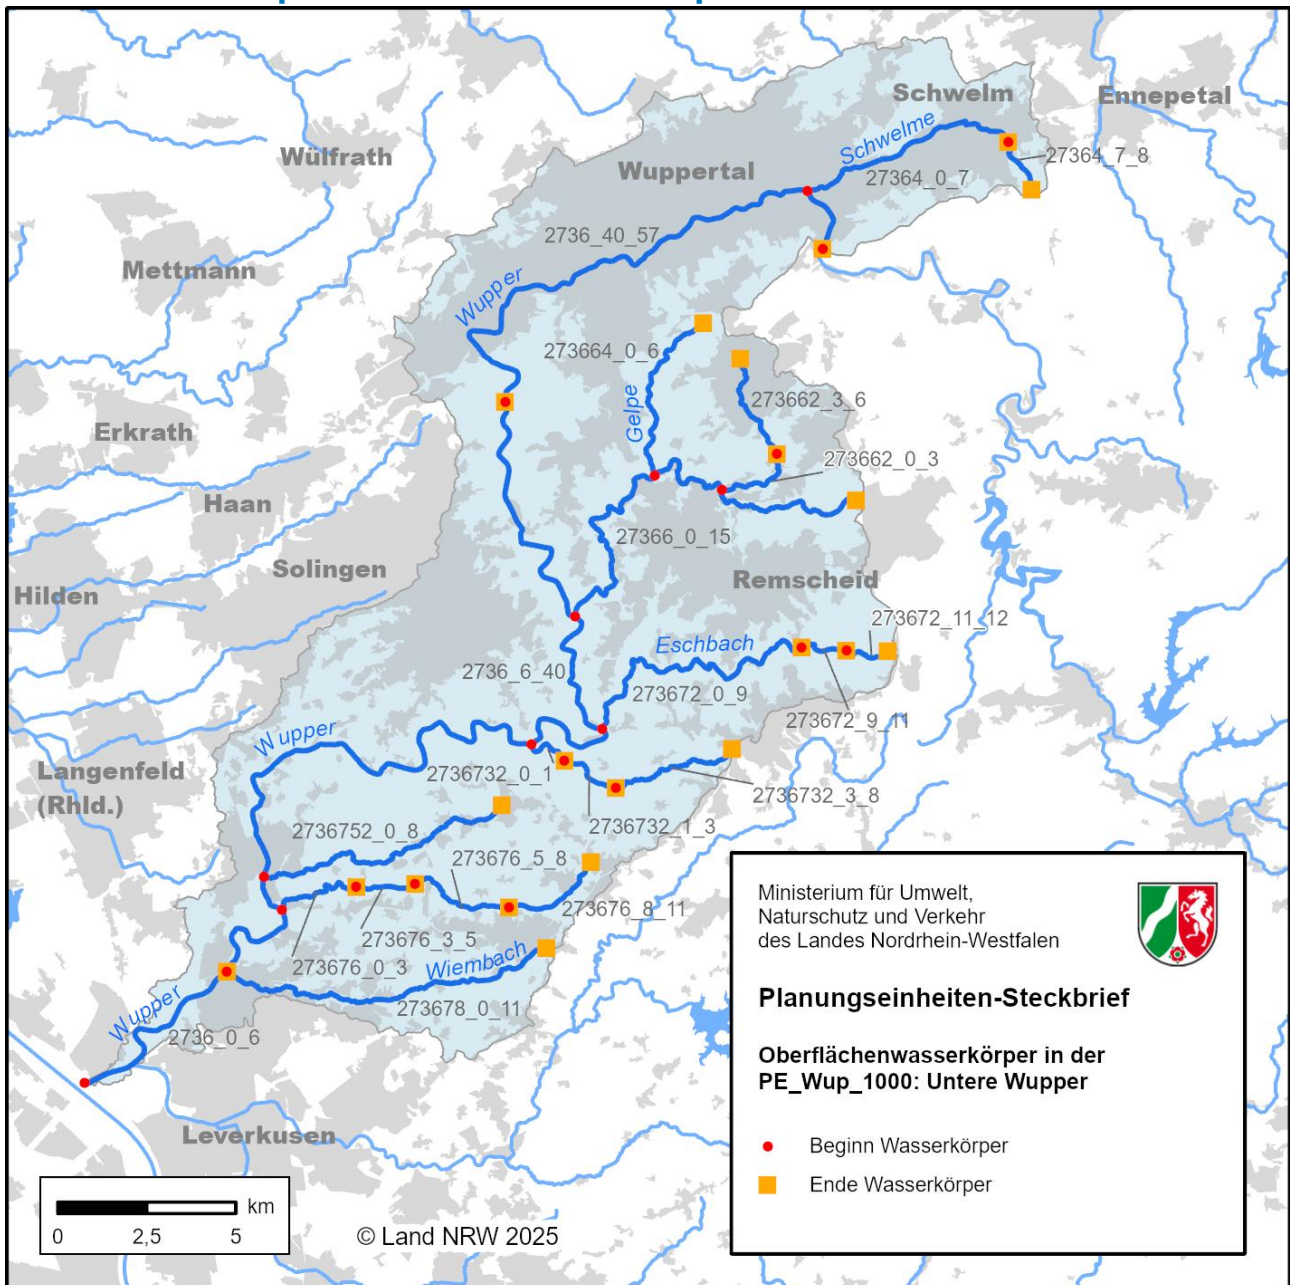 Schwelm
Ennepetal
Wülfrath
Wuppertal
Schwelme
27364_7_8
27364_0_7
2736_40_57
Mettmann
Wupper
273664_0_6
Gelpe
273662_3_6
Erkrath
273662_0_3
Haan
27366_0_15
Solingen
Remscheid
Hilden
273672_11_12
Eschbach
2736_6_40
273672_0_9
273672_9_11
Wupper
Langenfeld
(Rhld.)
2736732_0_1
2736732_3_8
2736752_0_8
2736732_1_3
273676_5_8
273676_8_11
273676_3_5
273676_0_3
Wiembach
273678_0_11
Wupper
2736_0_6
Leverkusen
Ministerium für Umwelt,
Naturschutz und Verkehr
des Landes Nordrhein-Westfalen
Planungseinheiten-Steckbrief
Oberflächenwasserkörper in der
PE_Wup_1000: Untere Wupper
Beginn Wasserkörper
Ende Wasserkörper
km
0 2,5 5
© Land NRW 2025